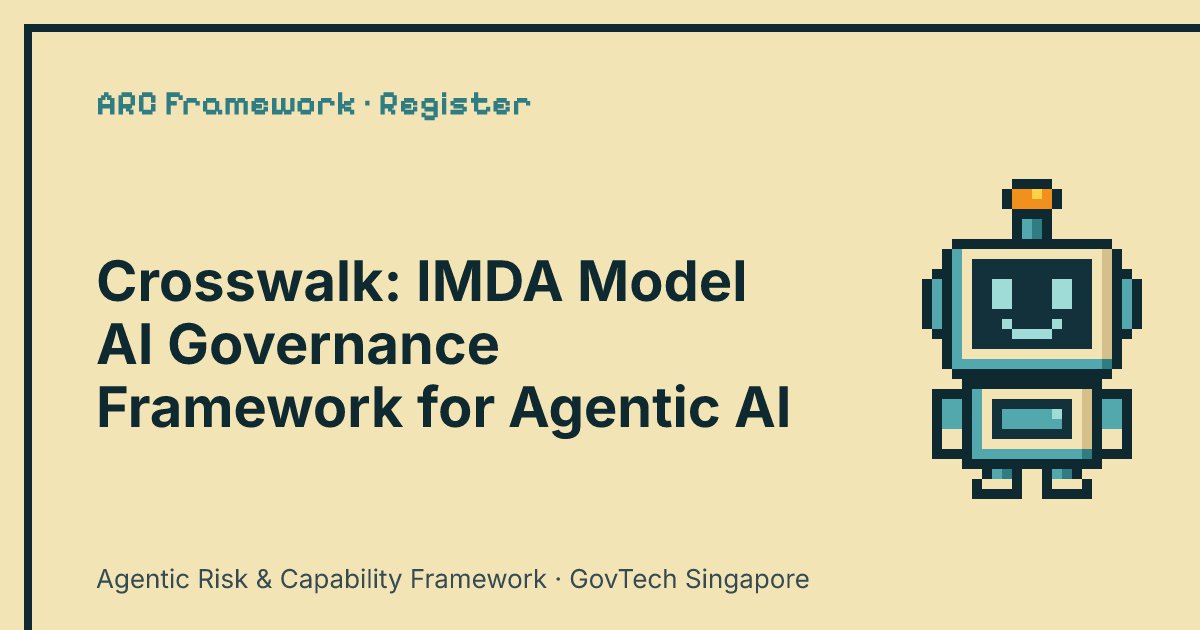 ARC Framework · Register
Crosswalk: IMDA Model
AI Governance
Framework for Agentic AI
Agentic Risk & Capability Framework · GovTech Singapore